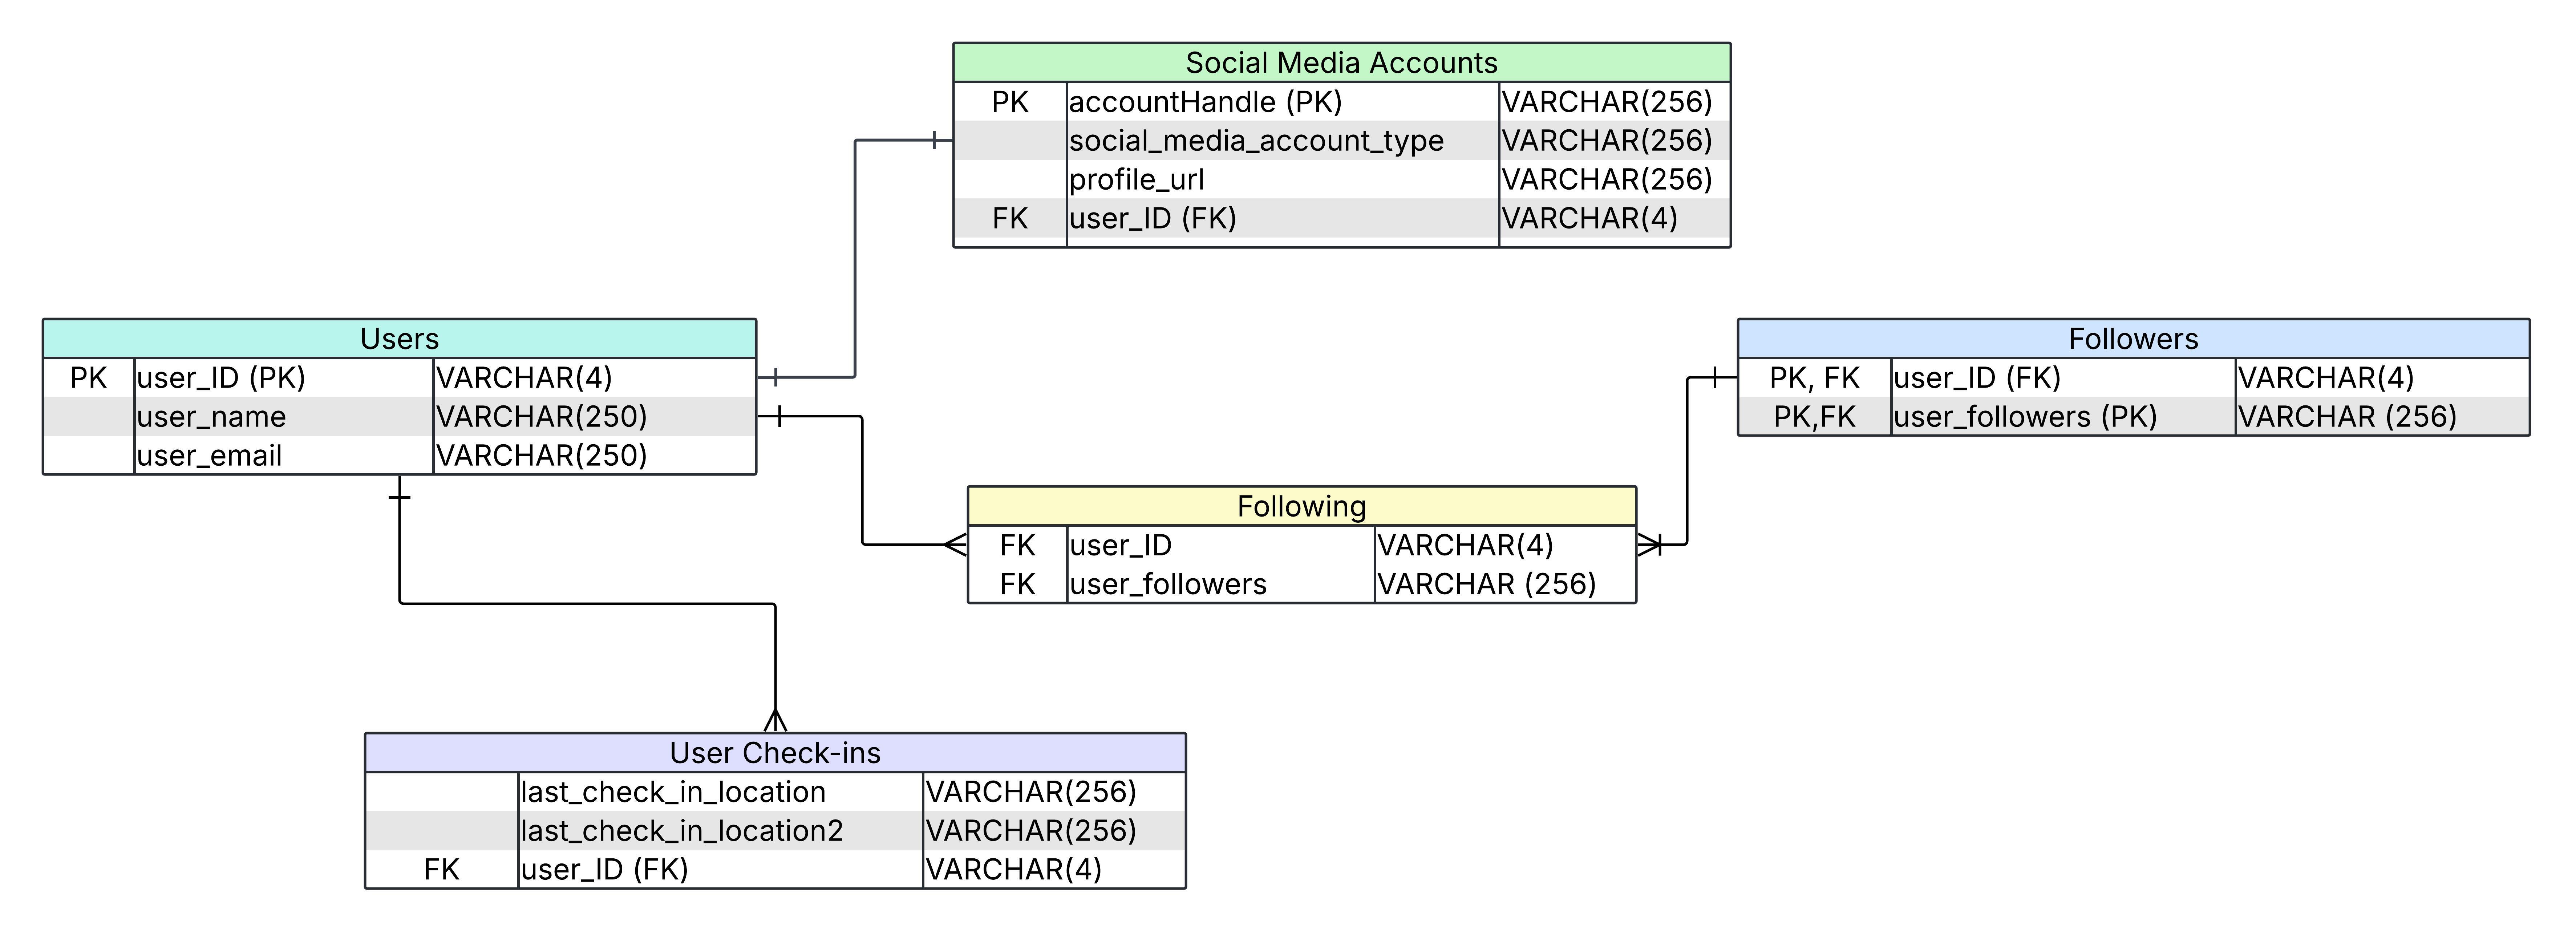 Social Media Accounts
PK accountHandle (PK) VARCHAR(256)
social_media_account_type VARCHAR(256)
profile_url VARCHAR(256)
FK user_ID (FK) VARCHAR(4)
Users
PK user_ID (PK) VARCHAR(4)
user_name VARCHAR(250)
user_email VARCHAR(250)
Followers
PK, FK user_ID (FK) VARCHAR(4)
PK,FK user_followers (PK) VARCHAR (256)
Following
FK user_ID VARCHAR(4)
FK user_followers VARCHAR (256)
User Check-ins
last_check_in_location VARCHAR(256)
last_check_in_location2 VARCHAR(256)
FK user_ID (FK) VARCHAR(4)